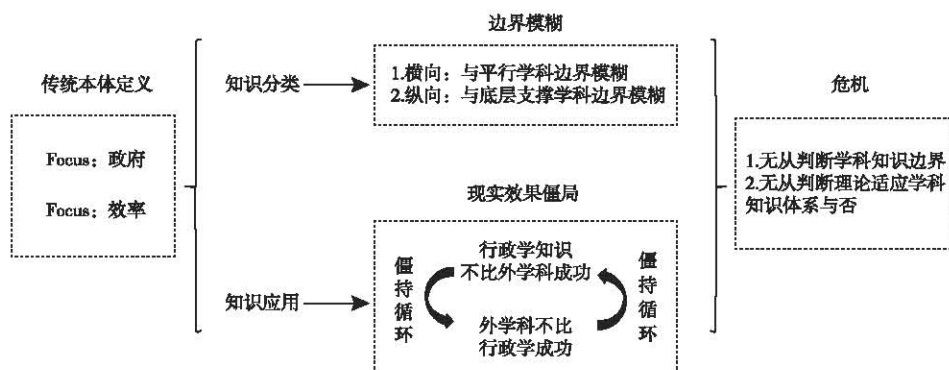 边界模糊
传统本体定义
知识分类
1.横向：与平行学科边界模糊
2.纵向：与底层支撑学科边界模糊
危机
Focus：政府
Focus：效率
1.无从判断学科知识边界
2.无从判断理论适应学科
知识体系与否
现实效果僵局
知识应用
僵持循环
行政学知识
不比外学科成功
外学科不比
行政学成功
僵持循环